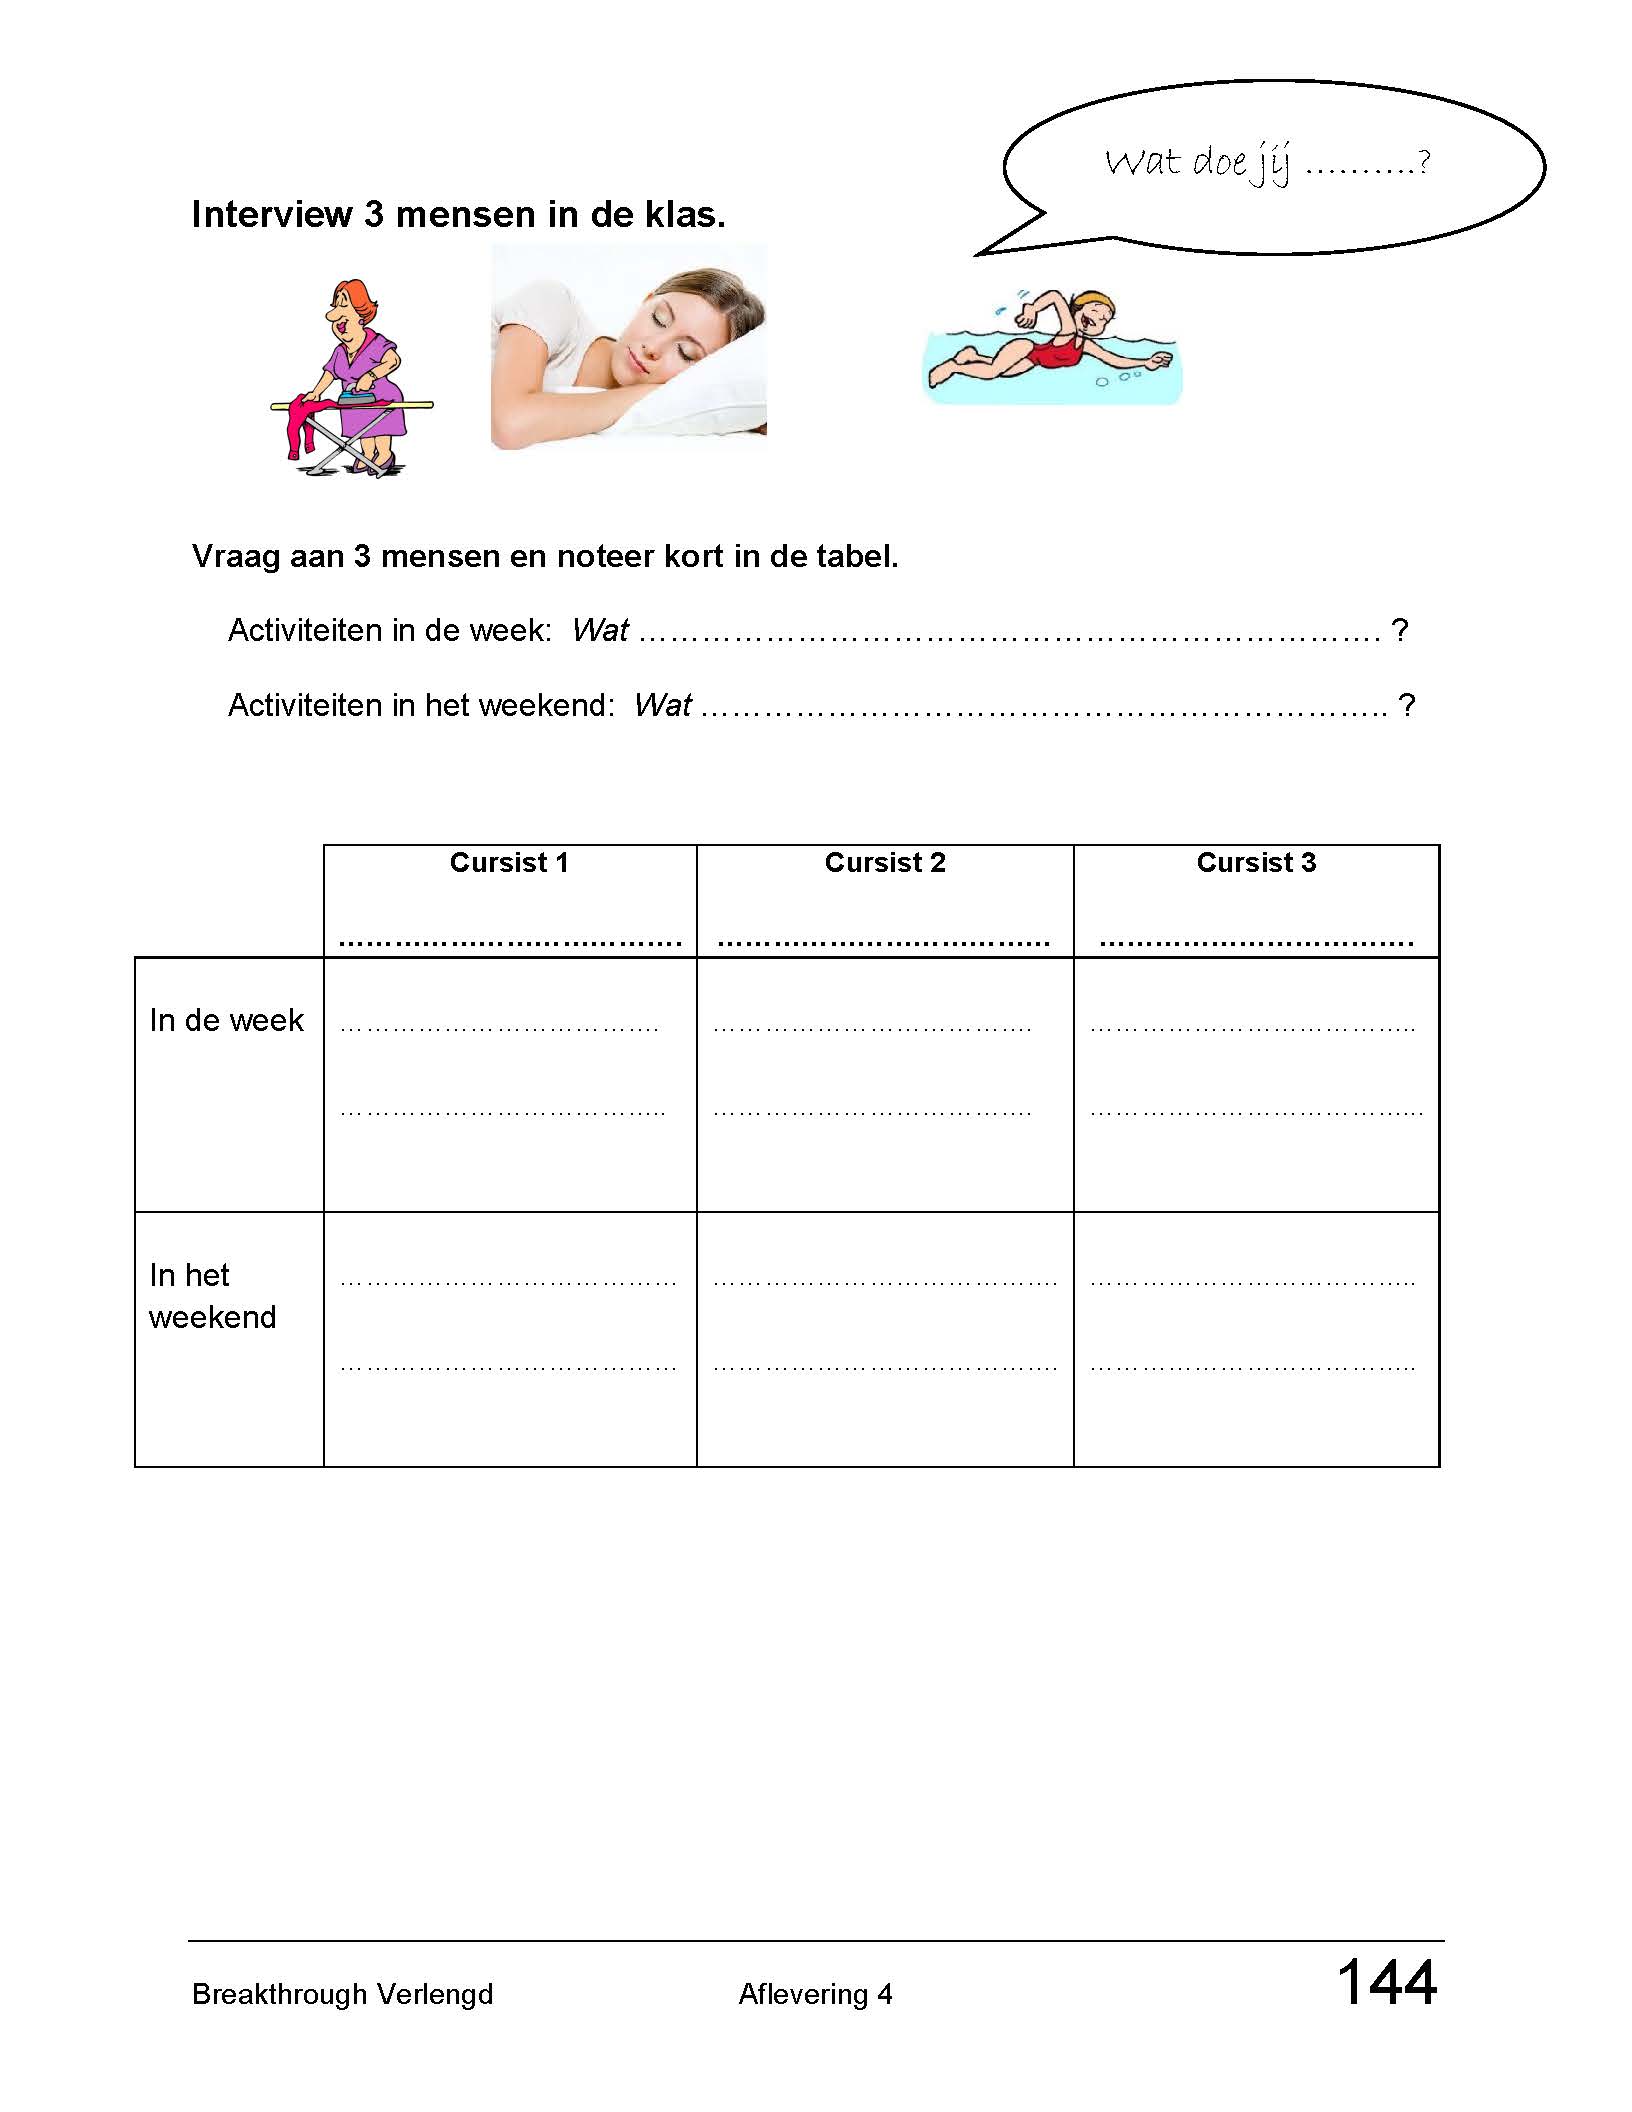 Wat doe jij ……….?
Interview 3 mensen in de klas.
Vraag aan 3 mensen en noteer kort in de tabel.
Activiteiten in de week: Wat ……………………………………………………………. ?
Activiteiten in het weekend: Wat ……………………………………………………….. ?
Cursist 1 Cursist 2 Cursist 3
………………………………. ……………………………… …………………………….
In de week ………………………………. ………………………………. ………………………………..
……………………………….. ………………………………. ………………………………...
In het ………………………………... …………………………………. ………………………………..
weekend
………………………………… …………………………………. ………………………………..
Breakthrough Verlengd Aflevering 4 144